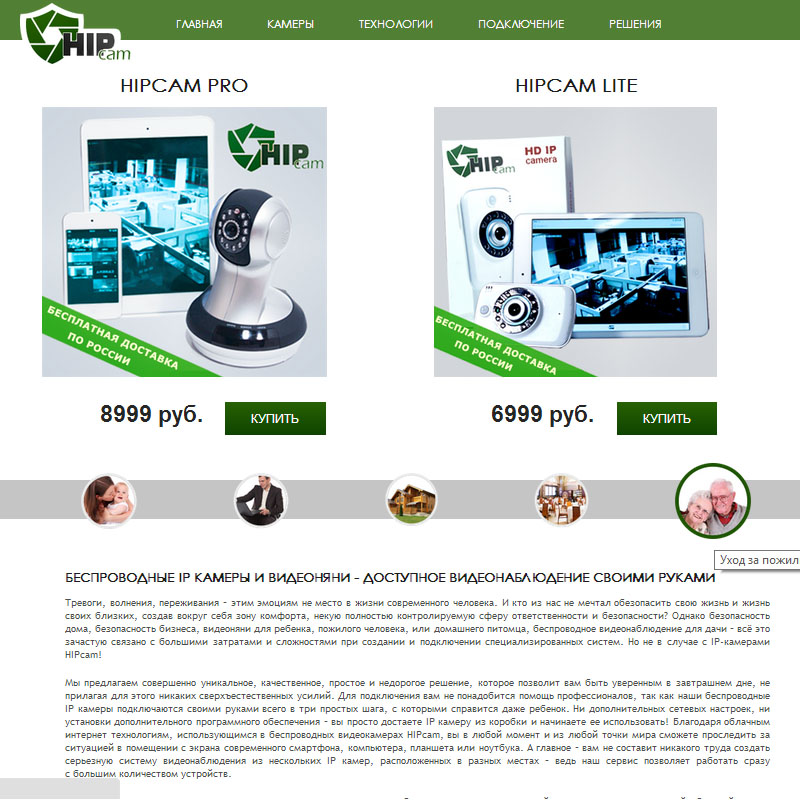 HIPcam
ГЛАВНАЯ КАМЕРЫ ТЕХНОЛОГИИ ПОДКЛЮЧЕНИЕ РЕШЕНИЯ
HIPCAM PRO
HIPcam
БЕСПЛАТНАЯ ДОСТАВКА
ПО РОССИИ
8999 руб. КУПИТЬ
HIPCAM LITE
HIPcam
HD IP
camera
БЕСПЛАТНАЯ ДОСТАВКА
ПО РОССИИ
6999 руб. КУПИТЬ
Уход за пожил
БЕСПРОВОДНЫЕ IP КАМЕРЫ И ВИДЕОНЯНИ - ДОСТУПНОЕ ВИДЕОНАБЛЮДЕНИЕ СВОИМИ РУКАМИ
Тревоги, волнения, переживания – этим эмоциям не место в жизни современного человека. И кто из нас не мечтал обезопасить свою жизнь и жизнь
своих близких, создав вокруг себя зону комфорта, некую полностью контролируемую сферу ответственности и безопасности? Однако безопасность
дома, безопасность бизнеса, видеоняни для ребенка, пожилого человека, или домашнего питомца, беспроводное видеонаблюдение для дачи – всё это
зачастую связано с большими затратами и сложностями при создании и подключении специализированных систем. Но не в случае с IP-камерами
HIPcam!
Мы предлагаем совершенно уникальное, качественное, простое и недорогое решение, которое позволит вам быть уверенным в завтрашнем дне, не
прилагая для этого никаких сверхъестественных усилий. Для подключения вам не понадобится помощь профессионалов, так как наши беспроводные
IP камеры подключаются своими руками всего в три простых шага, с которыми справится даже ребенок. Ни дополнительных сетевых настроек, ни
установки дополнительного программного обеспечения – вы просто достаете IP камеру из коробки и начинаете ее использовать! Благодаря облачным
интернет технологиям, использующимся в беспроводных видеокамерах HIPcam, вы в любой момент и из любой точки мира сможете проследить за
ситуацией в помещении с экрана современного смартфона, компьютера, планшета или ноутбука. А главное – вам не составит никакого труда создать
серьезную систему видеонаблюдения из нескольких IP камер, расположенных в разных местах – ведь наш сервис позволяет работать сразу
с большим количеством устройств.